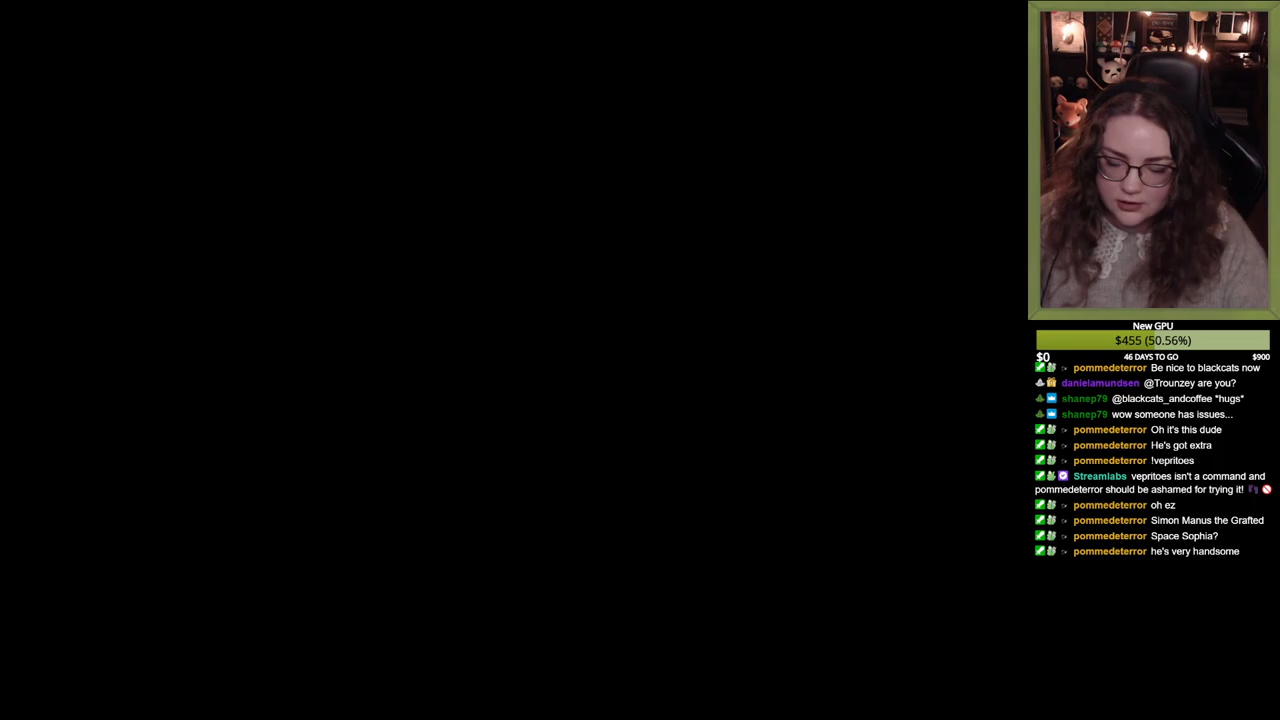 New GPU
$455 (50.56%)
$0 46 DAYS TO GO $900
pommedeterror Be nice to blackcats now
danielamundsen @Trounzey are you?
shanep79 @blackcats_andcoffee *hugs*
shanep79 wow someone has issues...
pommedeterror Oh it's this dude
pommedeterror He's got extra
pommedeterror !vepritoes
Streamlabs vepritoes isn't a command and
pommedeterror should be ashamed for trying it!
pommedeterror oh ez
pommedeterror Simon Manus the Grafted
pommedeterror Space Sophia?
pommedeterror he's very handsome